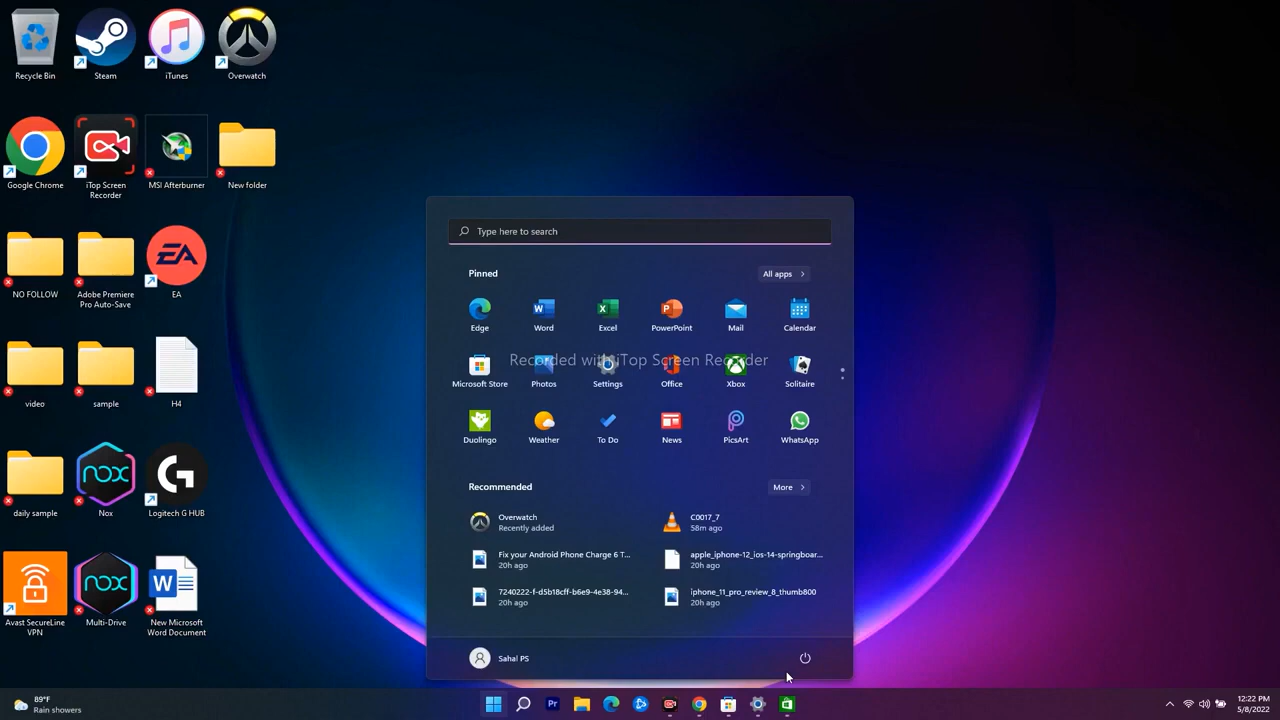 Recycle Bin
Steam
iTunes
Overwatch
Google Chrome
iTop Screen
Recorder
MSI Afterburner
New folder
NO FOLLOW
Adobe Premiere
Pro Auto-Save
EA
EA
video
sample
H4
daily sample
nox
Nox
G
Logitech G HUB
Avast SecureLine
VPN
nox
Multi-Drive
W
New Microsoft
Word Document
Type here to search
Pinned
All apps
Edge
Word
Excel
PowerPoint
Mail
Calendar
Recorded with iTop Screen Recorder
Microsoft Store
Photos
Settings
Office
Xbox
Solitaire
Duolingo
Weather
To Do
News
PicsArt
WhatsApp
Recommended
More
Overwatch
Recently added
C0017_7
58m ago
Fix your Android Phone Charge 6 T...
20h ago
apple_iphone-12_ios-14-springboar...
20h ago
7240222-f-d5b18cff-b6e9-4e38-94...
20h ago
iphone_11_pro_review_8_thumb800
20h ago
Sahal PS
89°F
Rain showers
Pr
12:22 PM
5/8/2022